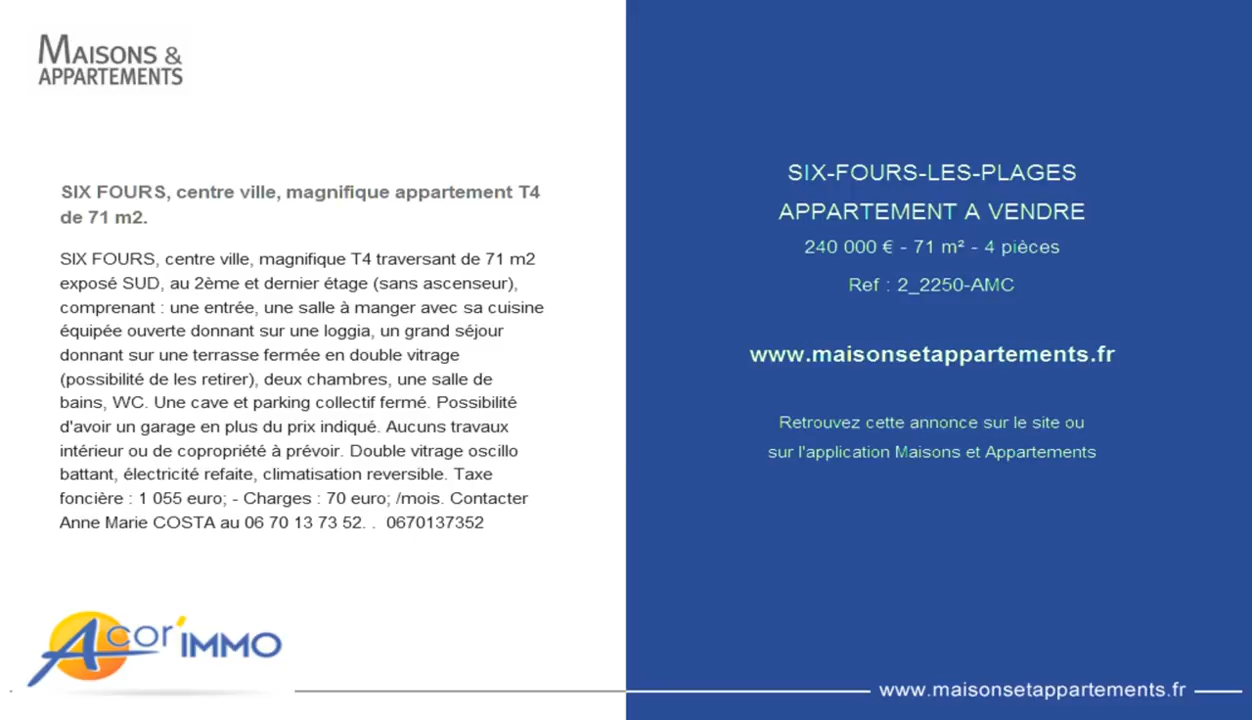 MAISONS &
APPARTEMENTS
SIX FOURS, centre ville, magnifique appartement T4
de 71 m2.
SIX FOURS, centre ville, magnifique T4 traversant de 71 m2
exposé SUD, au 2ème et dernier étage (sans ascenseur),
comprenant : une entrée, une salle à manger avec sa cuisine
équipée ouverte donnant sur une loggia, un grand séjour
donnant sur une terrasse fermée en double vitrage
(possibilité de les retirer), deux chambres, une salle de
bains, WC. Une cave et parking collectif fermé. Possibilité
d'avoir un garage en plus du prix indiqué. Aucuns travaux
intérieur ou de copropriété à prévoir. Double vitrage oscillo
battant, électricité refaite, climatisation reversible. Taxe
foncière : 1 055 euro; - Charges : 70 euro; /mois. Contacter
Anne Marie COSTA au 06 70 13 73 52. . 0670137352
Acor'IMMO
SIX-FOURS-LES-PLAGES
APPARTEMENT A VENDRE
240 000 € - 71 m² - 4 pièces
Ref : 2_2250-AMC
www.maisonsetappartements.fr
Retrouvez cette annonce sur le site ou
sur l'application Maisons et Appartements
www.maisonsetappartements.fr